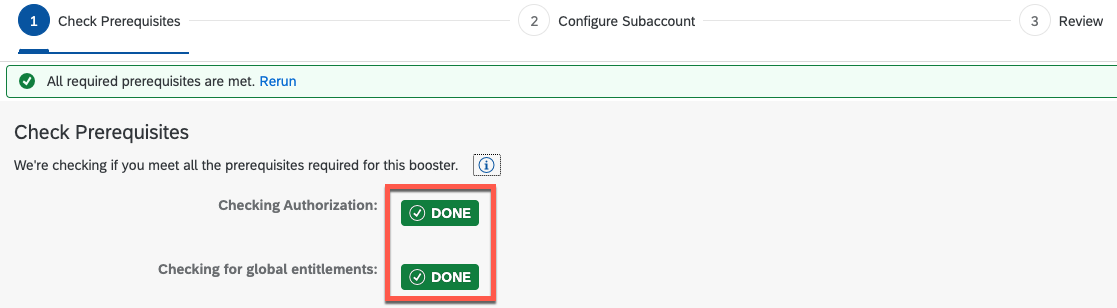 1 Check Prerequisites 2 Configure Subaccount 3 Review
All required prerequisites are met. Rerun
Check Prerequisites
We're checking if you meet all the prerequisites required for this booster.
Checking Authorization: DONE
Checking for global entitlements: DONE